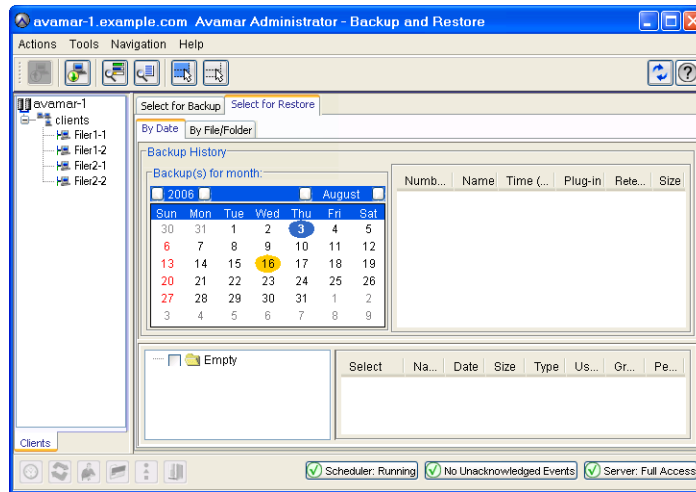 avamar-1.example.com Avamar Administrator - Backup and Restore
Actions Tools Navigation Help
avamar-1
clients
Filer1-1
Filer1-2
Filer2-1
Filer2-2
Clients
Select for Backup Select for Restore
By Date By File/Folder
Backup History
Backup(s) for month:
2006 August
Sun Mon Tue Wed Thu Fri Sat
30 31 1 2 3 4 5
6 7 8 9 10 11 12
13 14 15 16 17 18 19
20 21 22 23 24 25 26
27 28 29 30 31 1 2
3 4 5 6 7 8 9
Numb... Name Time (... Plug-in Rete... Size
Empty
Select Na... Date Size Type Us... Gr... Pe...
Scheduler: Running No Unacknowledged Events Server: Full Access